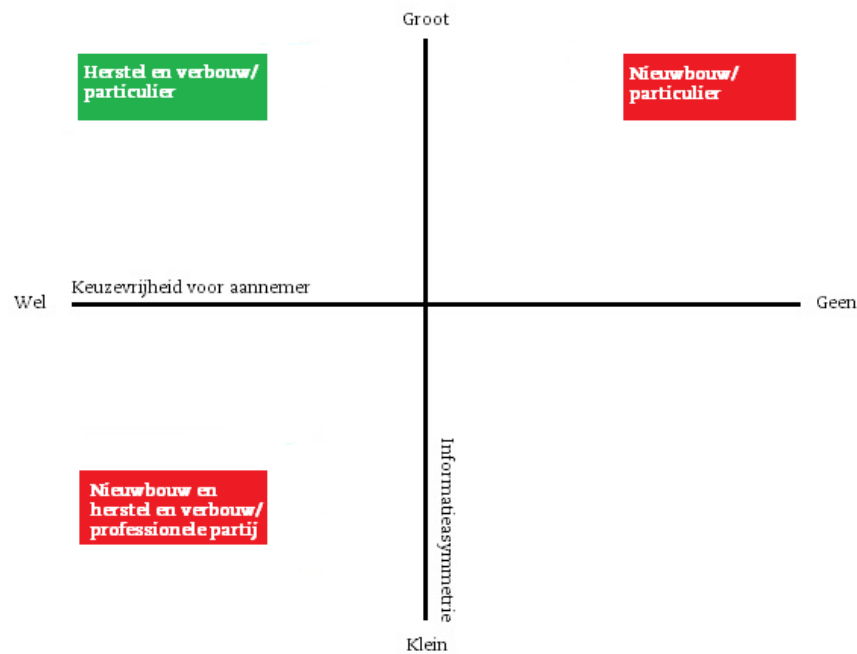 Groot
Herstel en verbouw/
particulier
Nieuwbouw/
particulier
Keuzevrijheid voor aannemer
Wel
Geen
Informatieasymmetrie
Nieuwbouw en
herstel en verbouw/
professionele partij
Klein